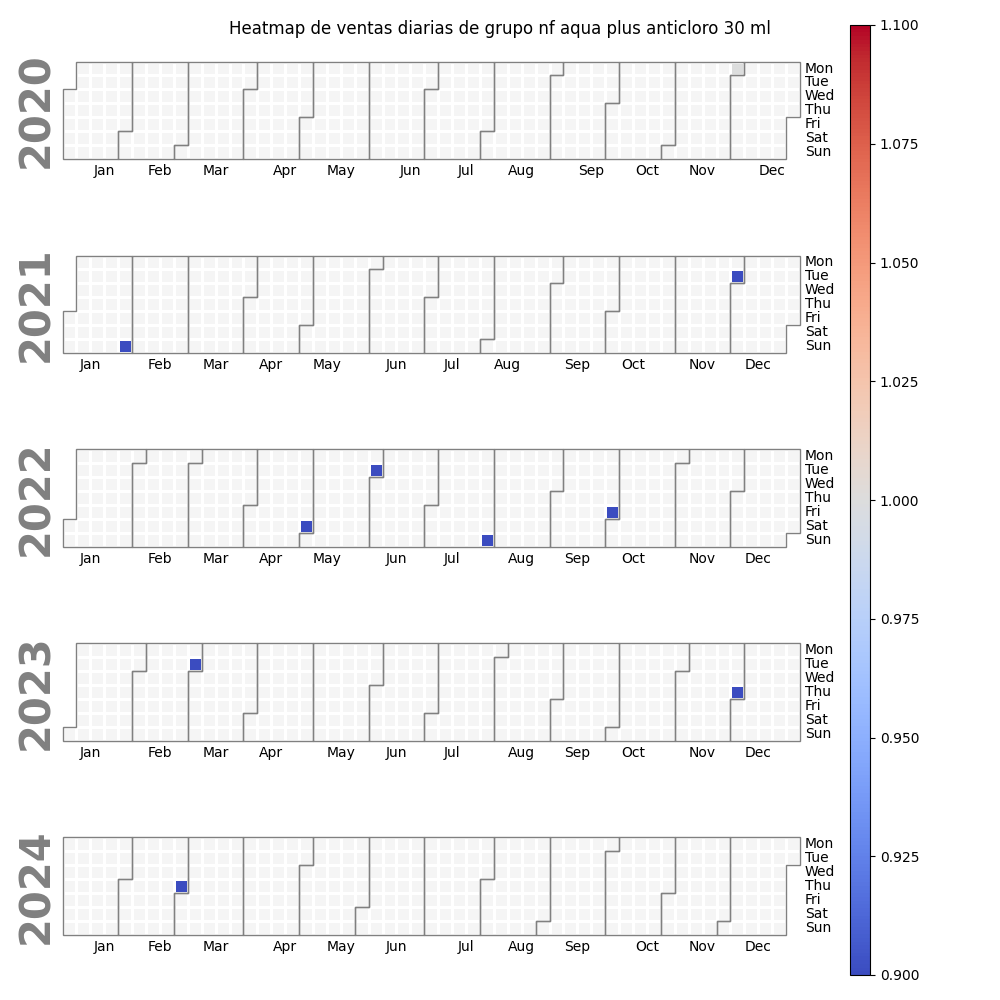 Heatmap de ventas diarias de grupo nf aqua plus anticloro 30 ml
2020
Mon
Tue
Wed
Thu
Fri
Sat
Sun
Jan Feb Mar Apr May Jun Jul Aug Sep Oct Nov Dec
2021
Mon
Tue
Wed
Thu
Fri
Sat
Sun
Jan Feb Mar Apr May Jun Jul Aug Sep Oct Nov Dec
2022
Mon
Tue
Wed
Thu
Fri
Sat
Sun
Jan Feb Mar Apr May Jun Jul Aug Sep Oct Nov Dec
2023
Mon
Tue
Wed
Thu
Fri
Sat
Sun
Jan Feb Mar Apr May Jun Jul Aug Sep Oct Nov Dec
2024
Mon
Tue
Wed
Thu
Fri
Sat
Sun
Jan Feb Mar Apr May Jun Jul Aug Sep Oct Nov Dec
1.100
1.075
1.050
1.025
1.000
0.975
0.950
0.925
0.900